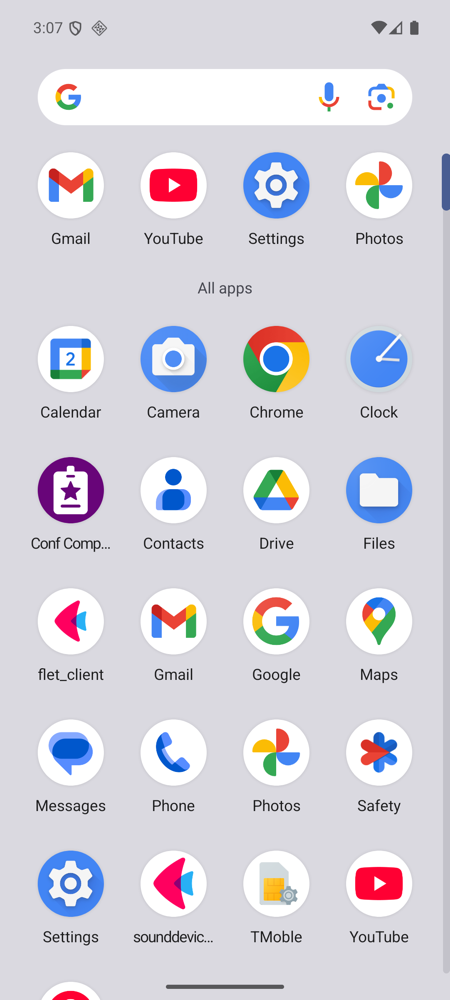 3:07
Gmail YouTube Settings Photos
All apps
2
Calendar Camera Chrome Clock
Conf Comp... Contacts Drive Files
flet_client Gmail Google Maps
Messages Phone Photos Safety
Settings sounddevic... TMoble YouTube